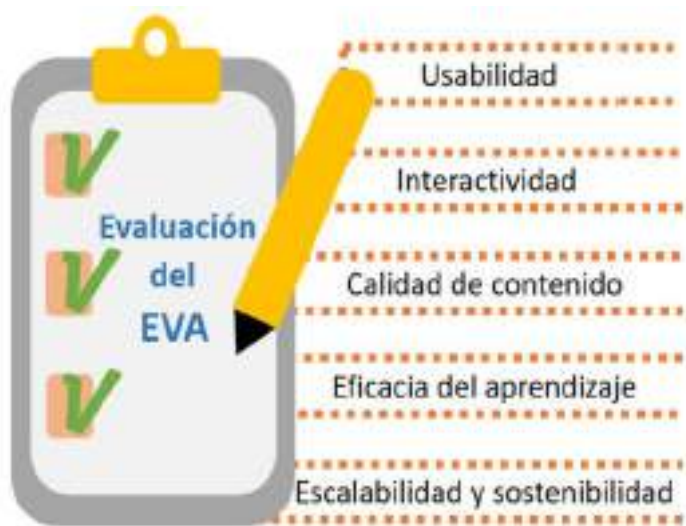 Evaluación
del
EVA
Usabilidad
Interactividad
Calidad de contenido
Eficacia del aprendizaje
Escalabilidad y sostenibilidad